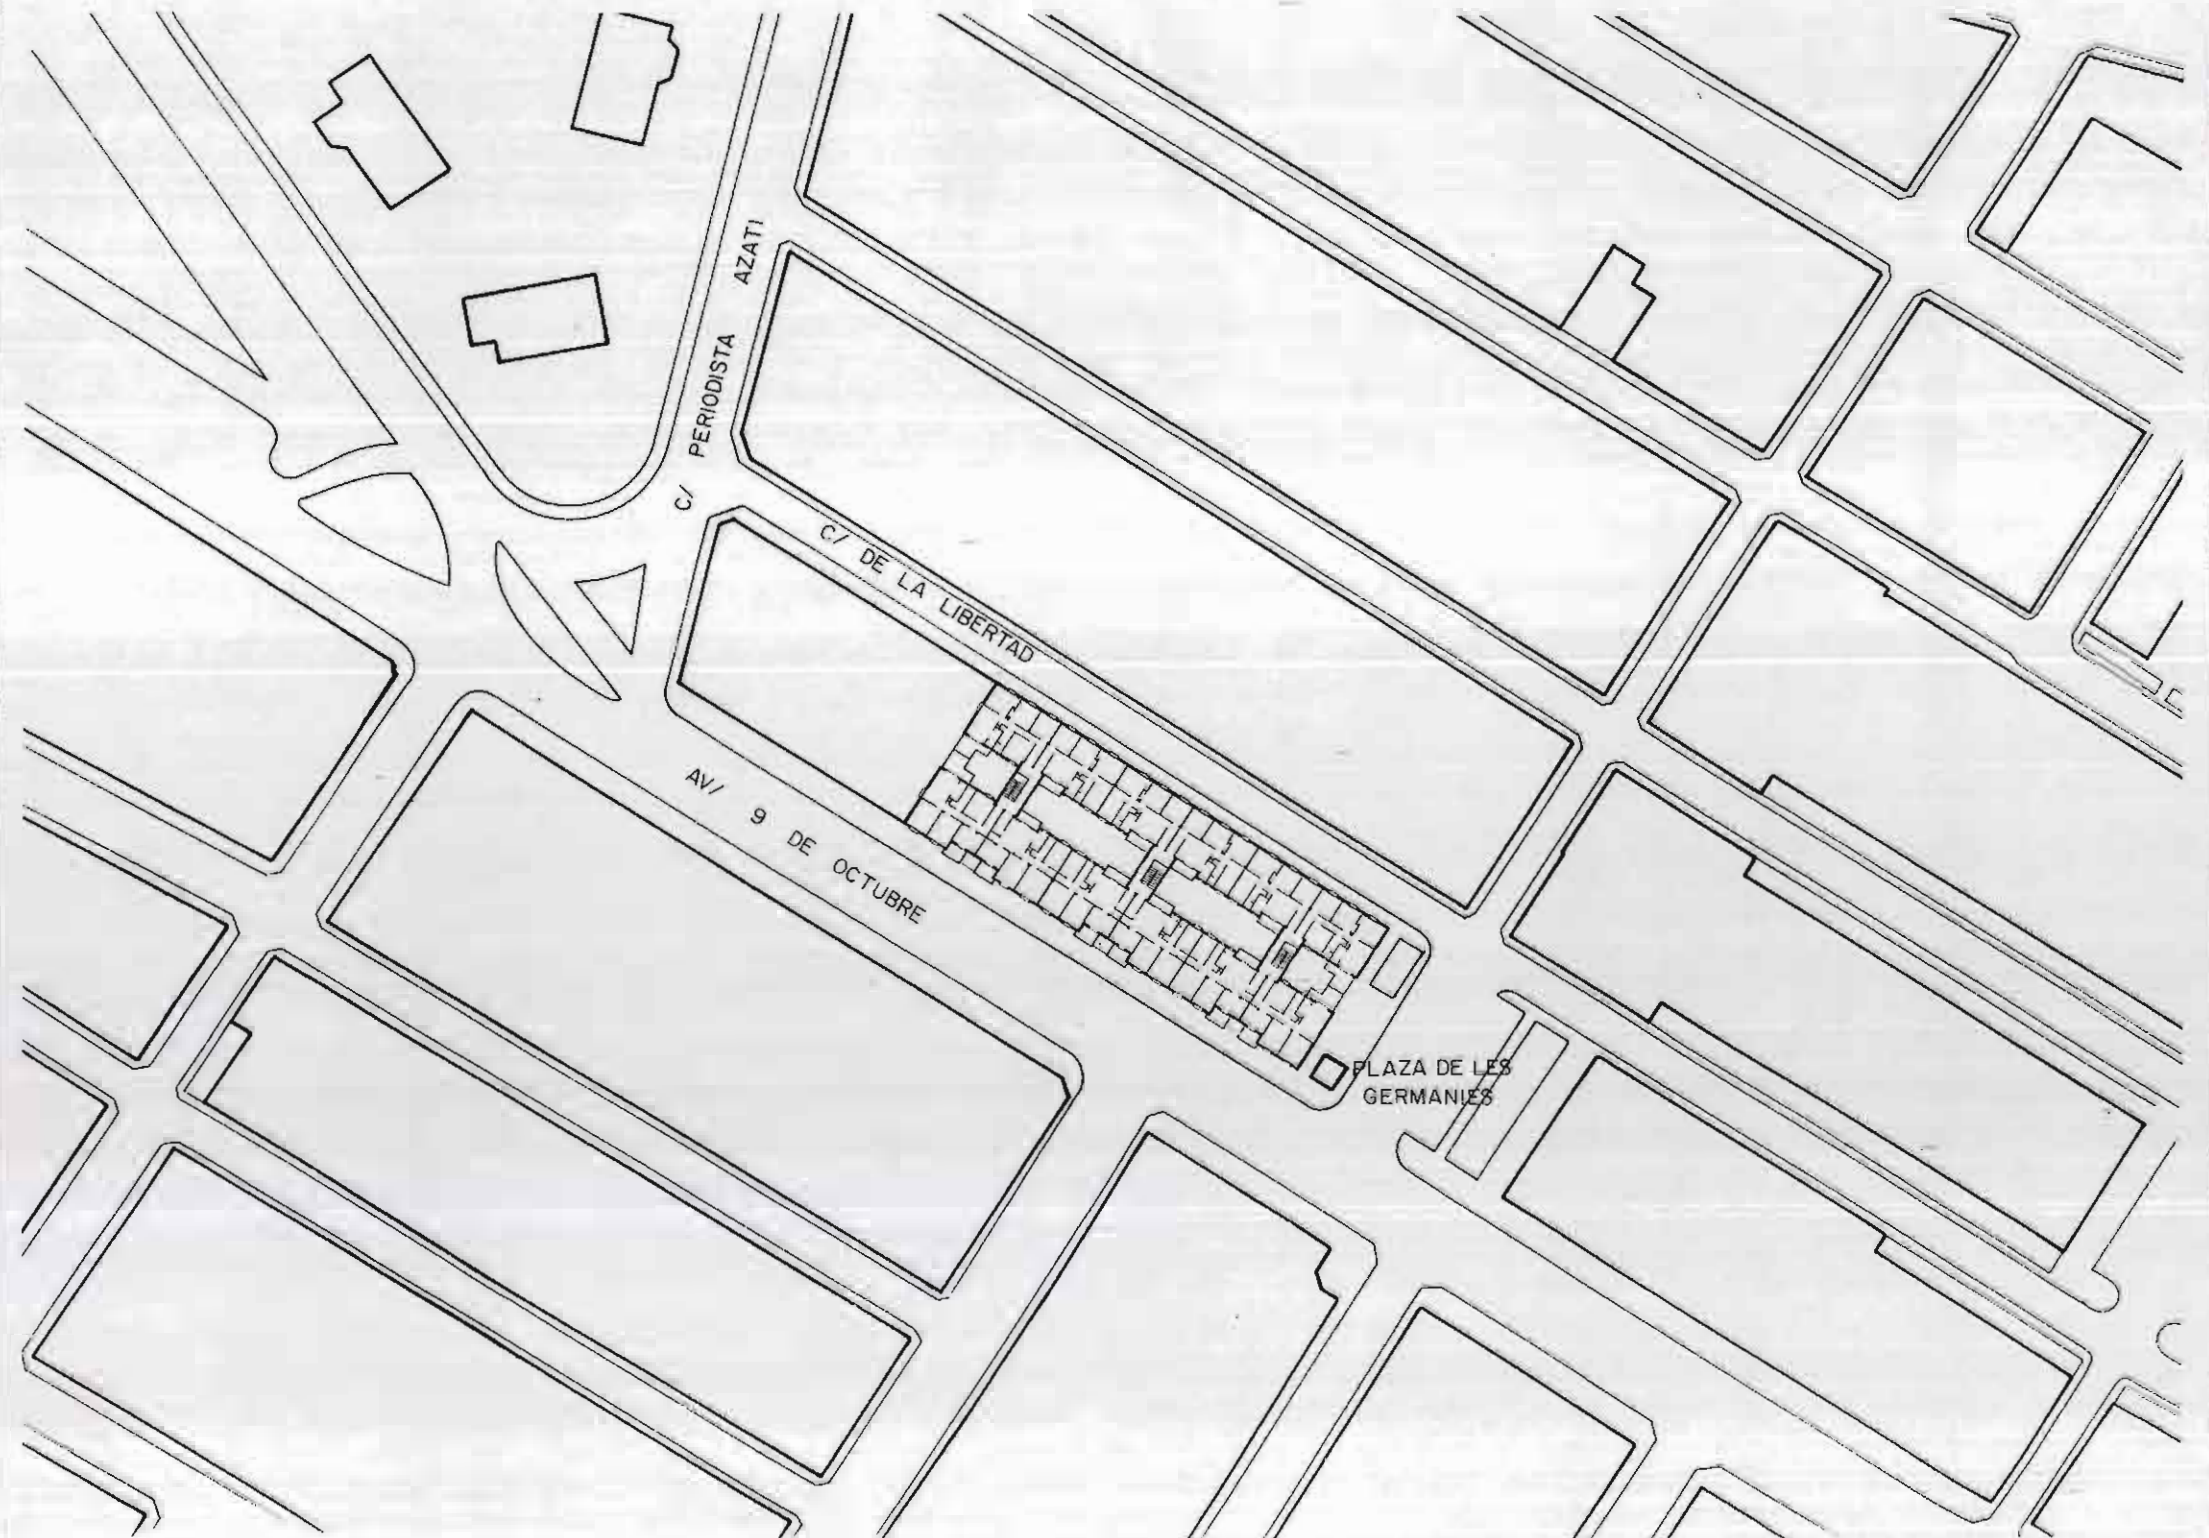 C/ PERIODISTA AZATI
C/ DE LA LIBERTAD
AV/ 9 DE OCTUBRE
PLAZA DE LES
GERMANIES